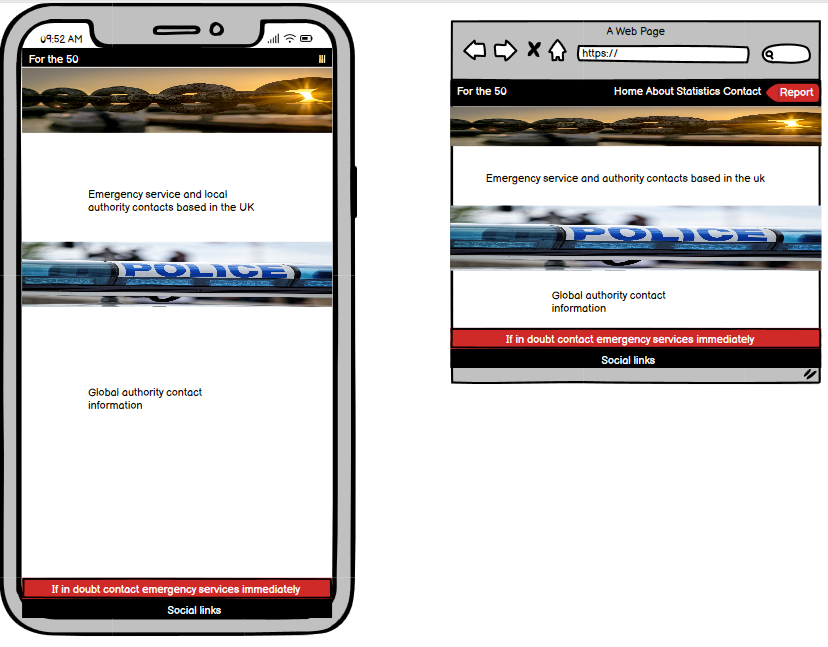 09:52 AM
For the 50
Emergency service and local
authority contacts based in the UK
POLICE
Global authority contact
information
If in doubt contact emergency services immediately
Social links
A Web Page
https://
For the 50
Home About Statistics Contact
Report
Emergency service and authority contacts based in the uk
POLICE
Global authority contact
information
If in doubt contact emergency services immediately
Social links